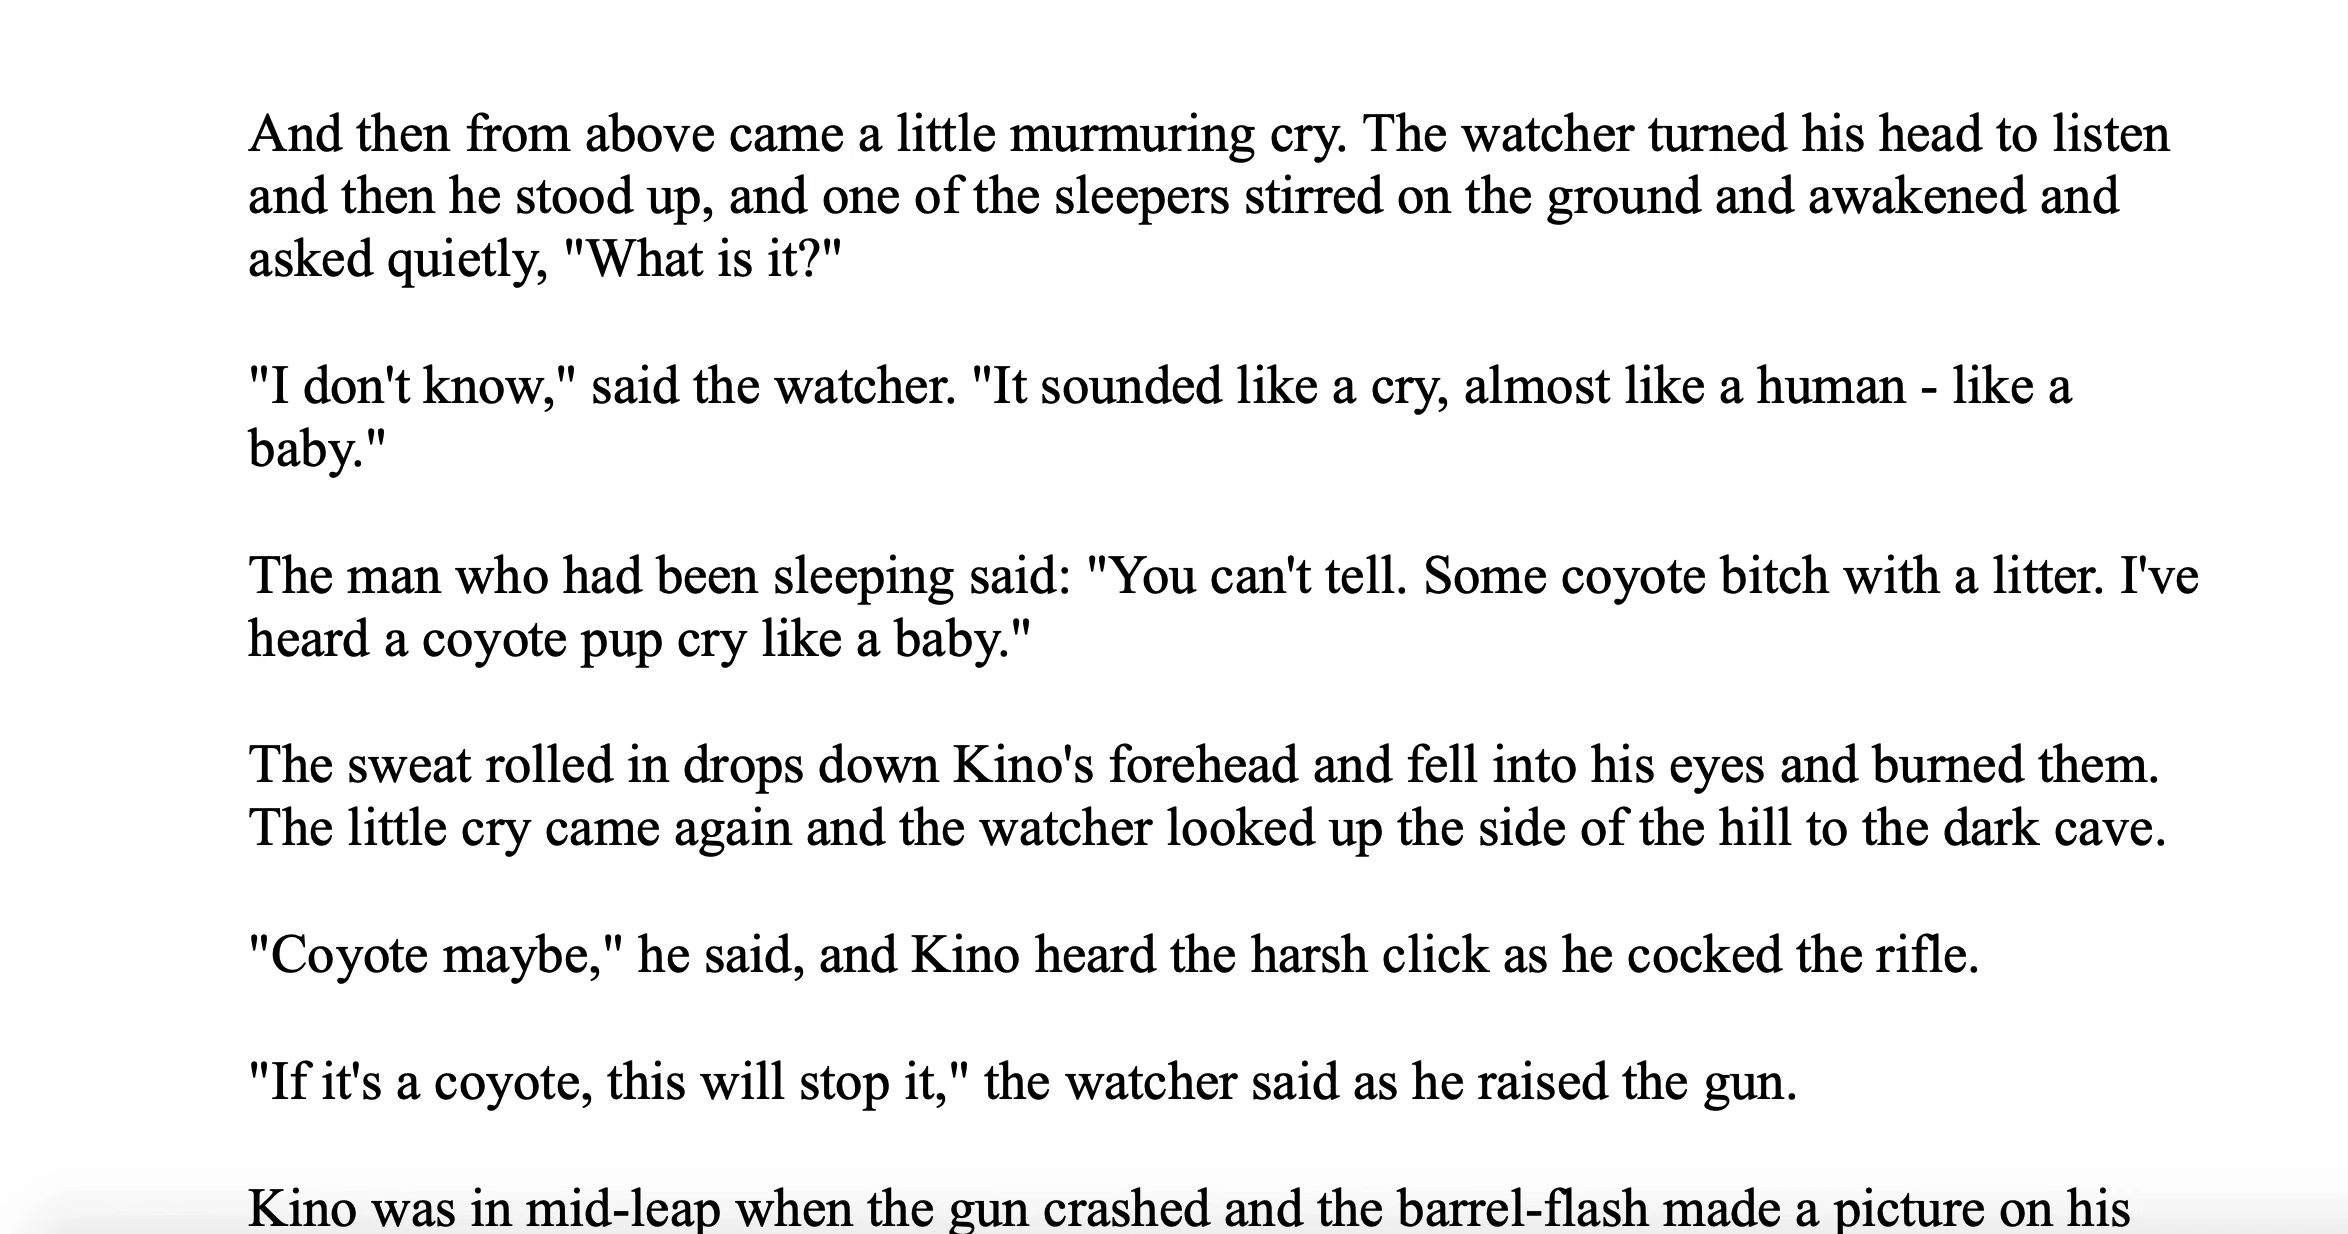 And then from above came a little murmuring cry. The watcher turned his head to listen
and then he stood up, and one of the sleepers stirred on the ground and awakened and
asked quietly, "What is it?"
"I don't know," said the watcher. "It sounded like a cry, almost like a human - like a
baby."
The man who had been sleeping said: "You can't tell. Some coyote bitch with a litter. I've
heard a coyote pup cry like a baby."
The sweat rolled in drops down Kino's forehead and fell into his eyes and burned them.
The little cry came again and the watcher looked up the side of the hill to the dark cave.
"Coyote maybe," he said, and Kino heard the harsh click as he cocked the rifle.
"If it's a coyote, this will stop it," the watcher said as he raised the gun.
Kino was in mid-leap when the gun crashed and the barrel-flash made a picture on his